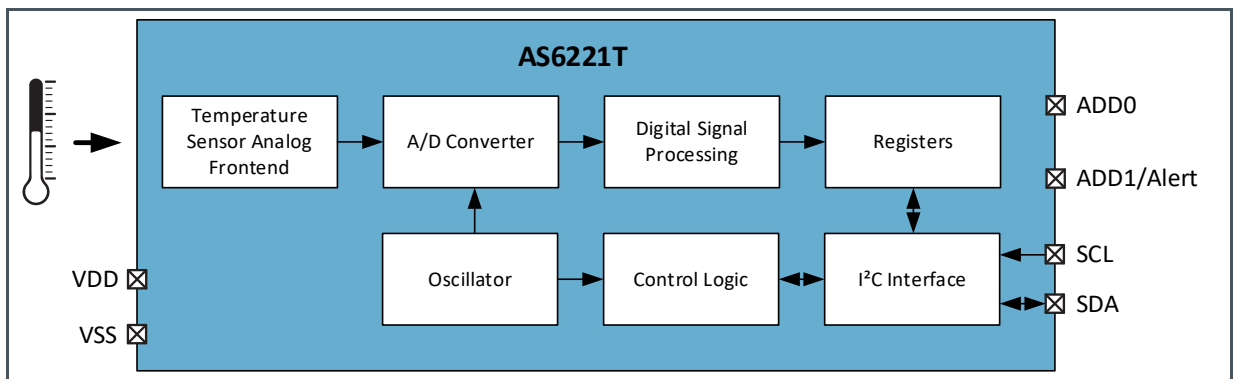 AS6221T
Temperature
Sensor Analog
Frontend
A/D Converter
Digital Signal
Processing
Registers
ADD0
ADD1/Alert
Oscillator
Control Logic
I²C Interface
SCL
SDA
VDD
VSS